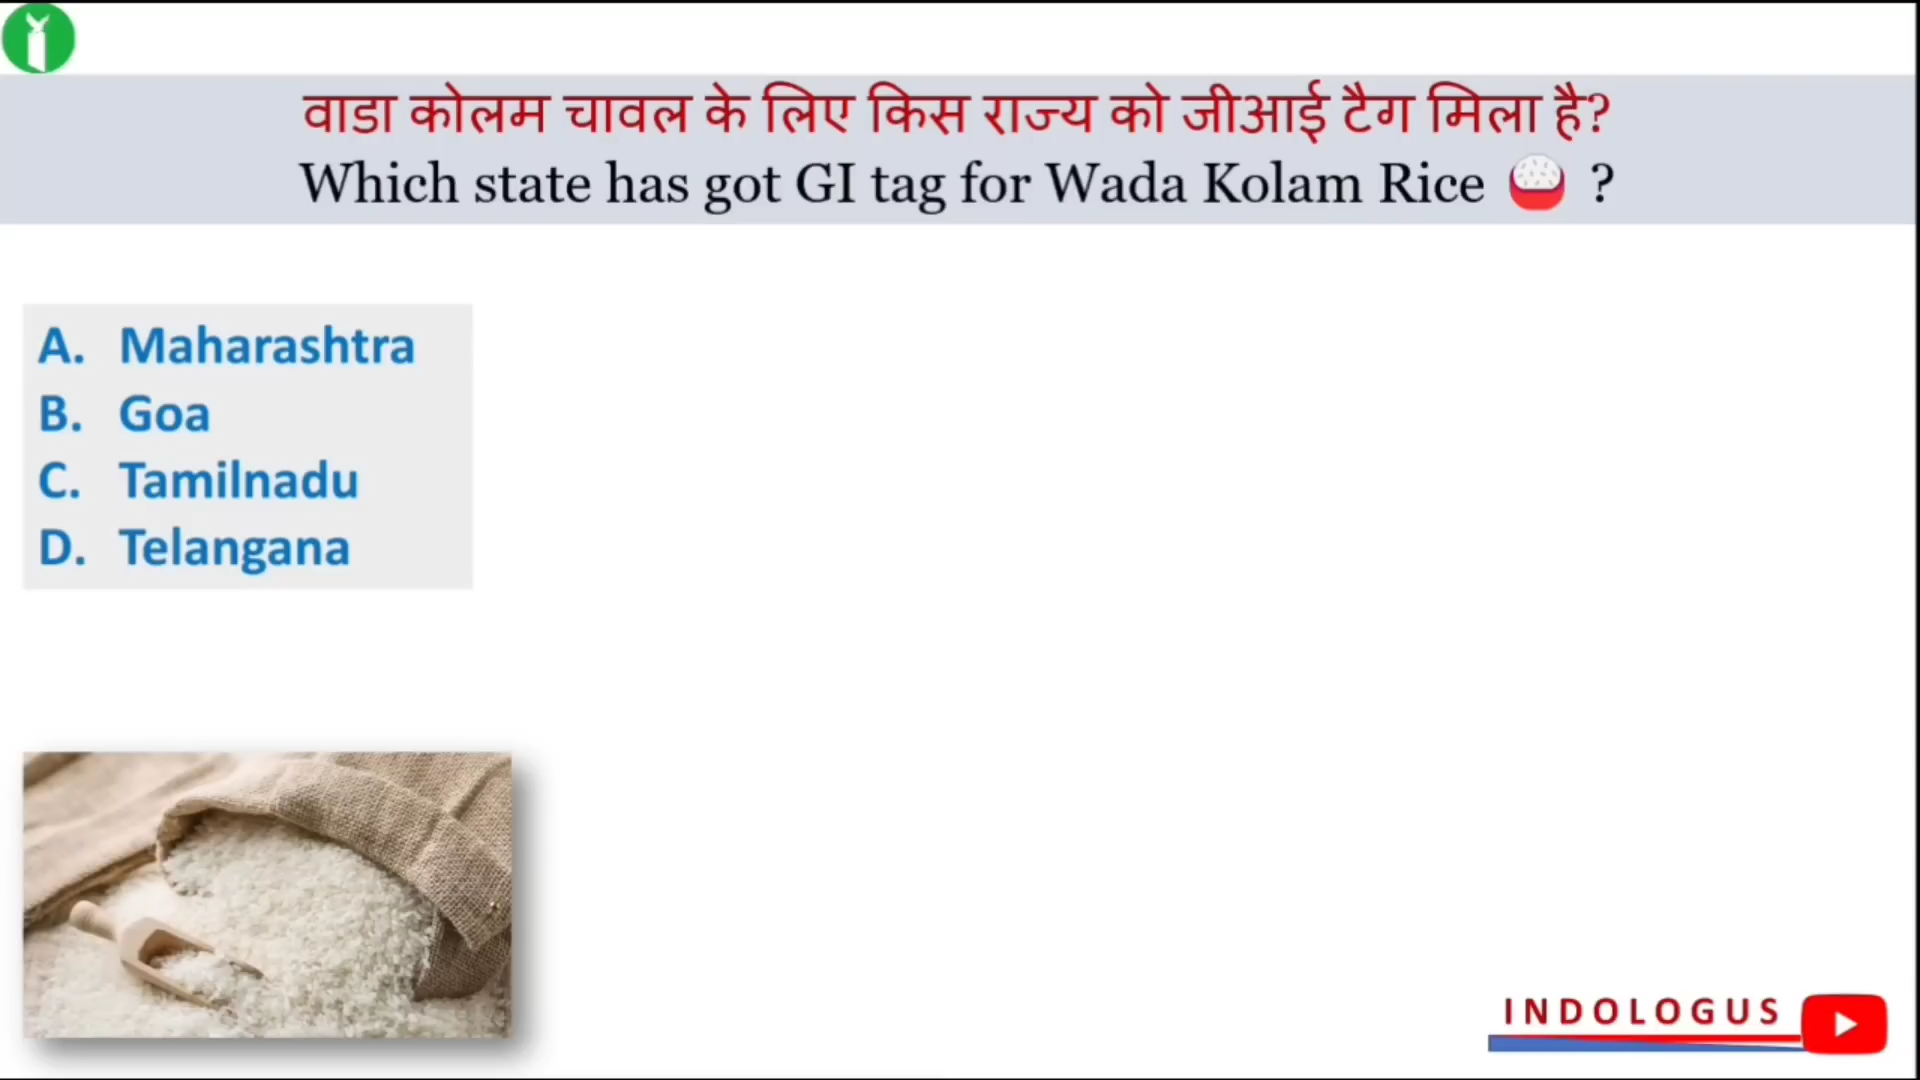 वाडा कोलम चावल के लिए किस राज्य को जीआई टैग मिला है?
Which state has got GI tag for Wada Kolam Rice 🍚 ?
A. Maharashtra
B. Goa
C. Tamilnadu
D. Telangana
INDOLOGUS